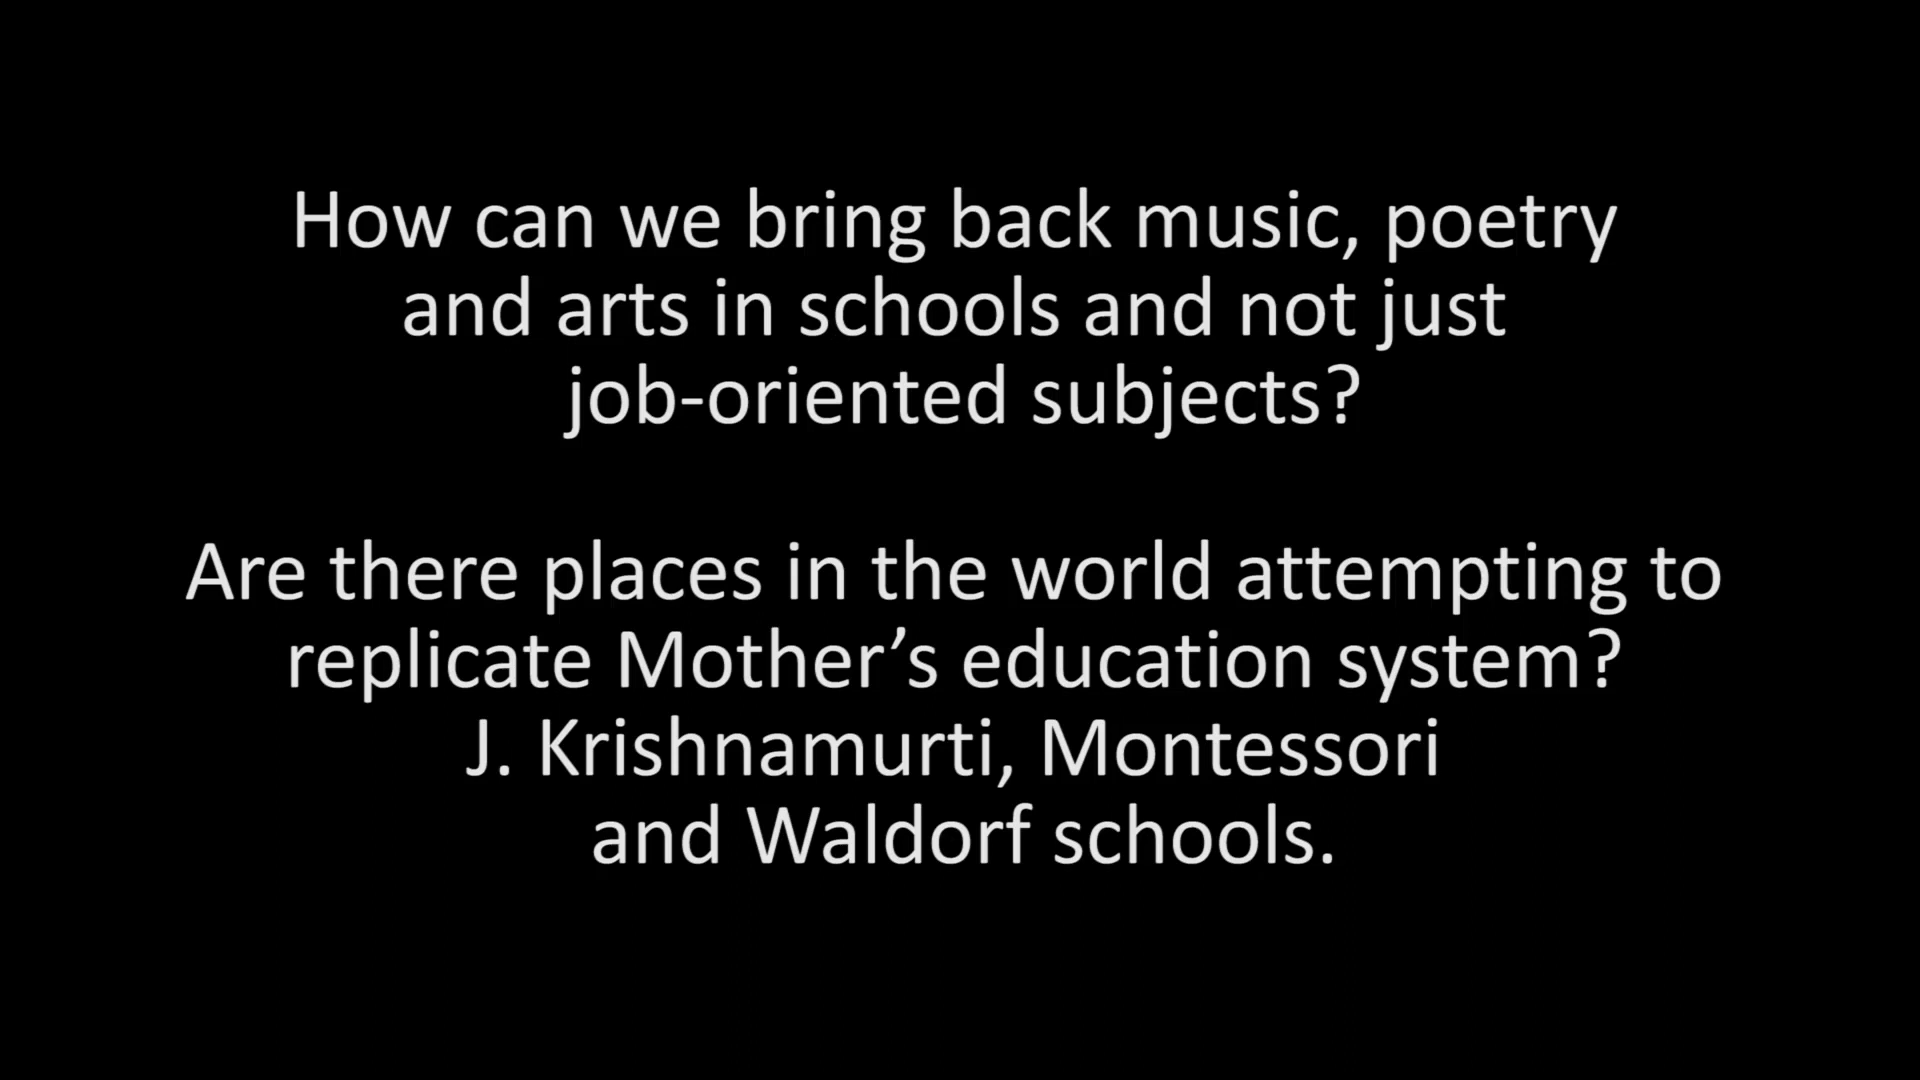 How can we bring back music, poetry
and arts in schools and not just
job-oriented subjects?
Are there places in the world attempting to
replicate Mother’s education system?
J. Krishnamurti, Montessori
and Waldorf schools.